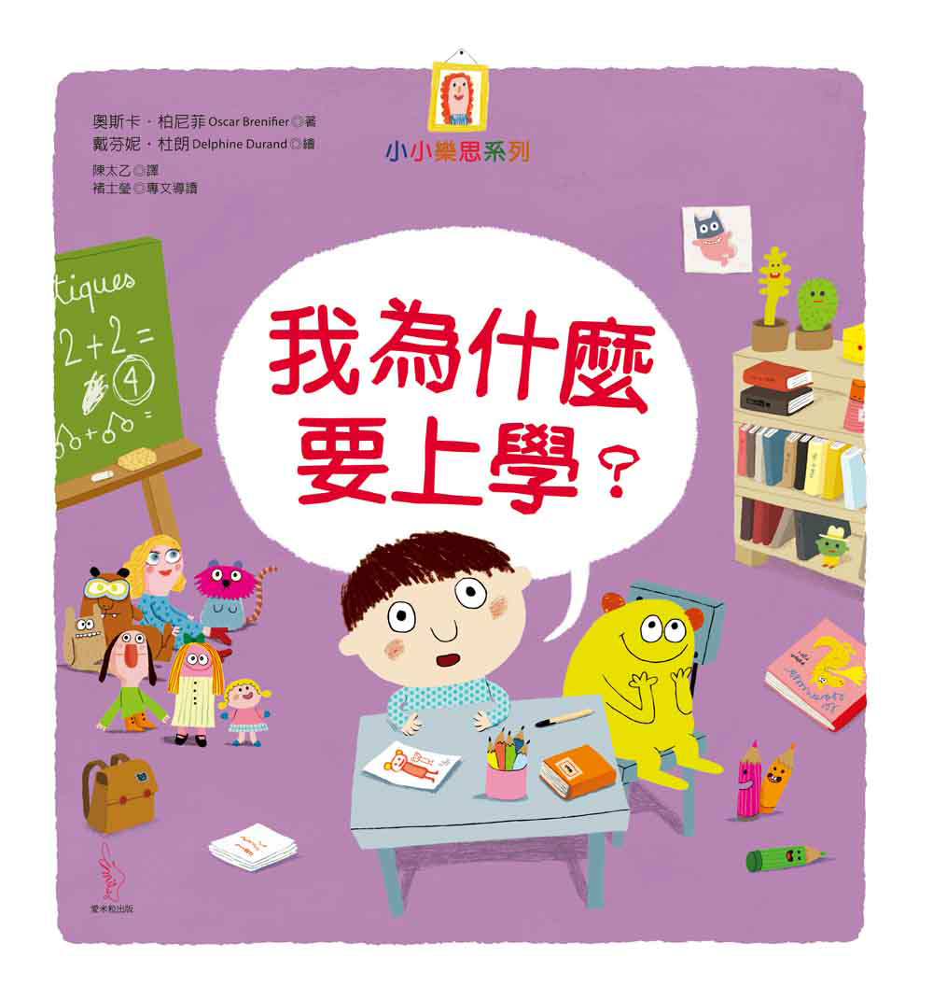 奧斯卡・柏尼菲 Oscar Brenifier ◎著
戴芬妮・杜朗 Delphine Durand ◎繪
陳太乙◎譯
褚士瑩◎專文導讀
小小樂思系列
我為什麼
要上學?
tiques
2+2=
4
+ =
愛米粒出版